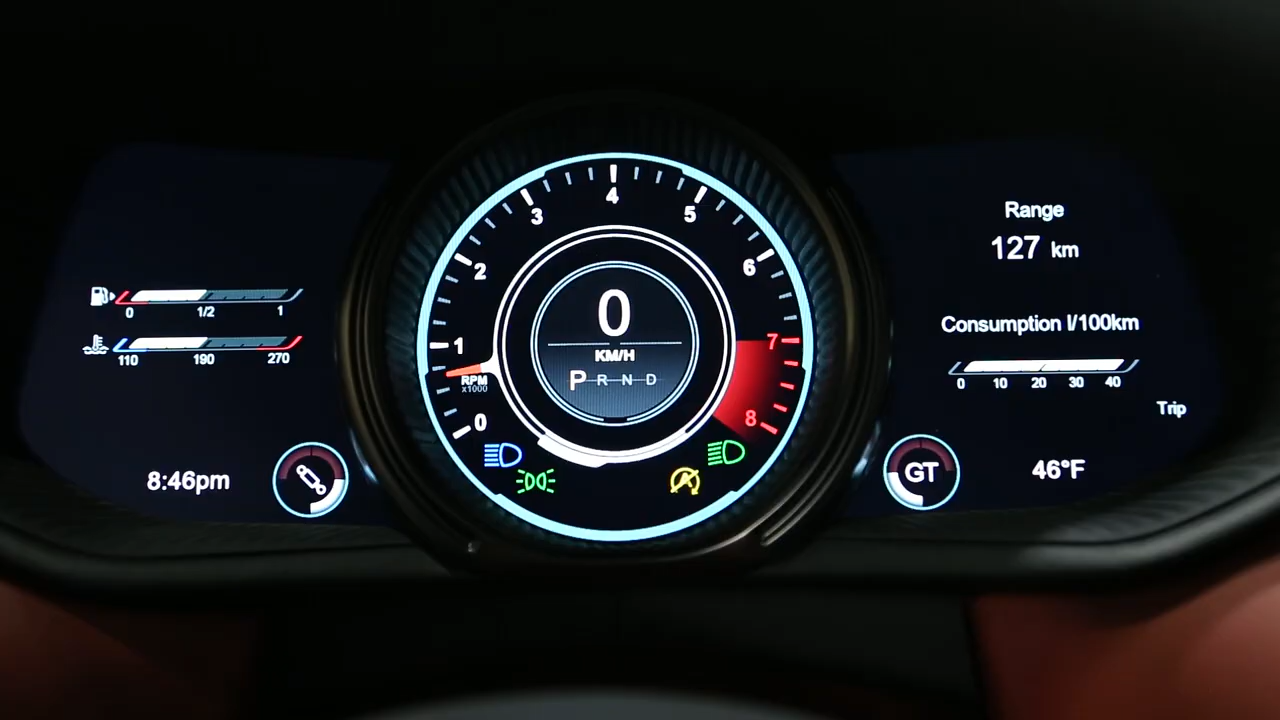 0 1/2 1
110 190 270
8:46pm
0
1
2
3
4
5
6
7
8
RPM
x1000
0
KM/H
P R N D
Range
127 km
Consumption l/100km
0 10 20 30 40
Trip
GT
46°F